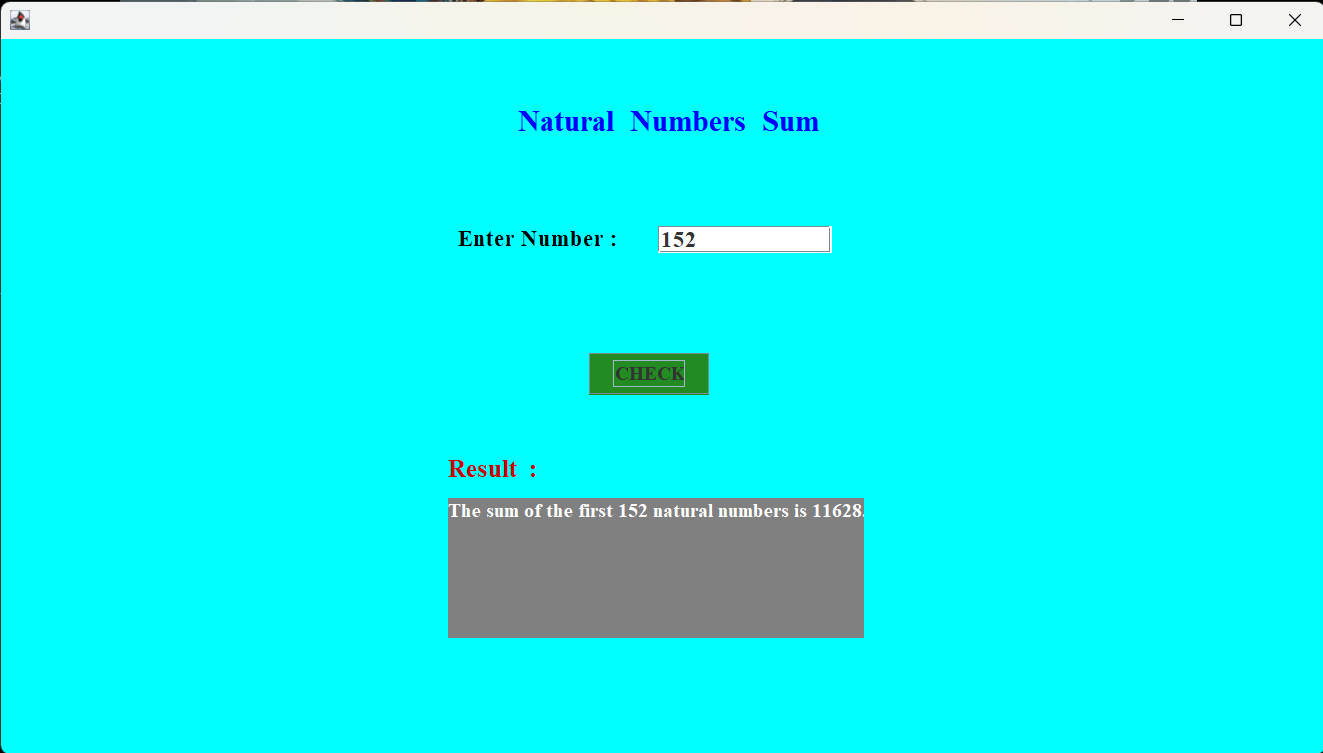 Natural Numbers Sum
Enter Number : 152
CHECK
Result :
The sum of the first 152 natural numbers is 11628.